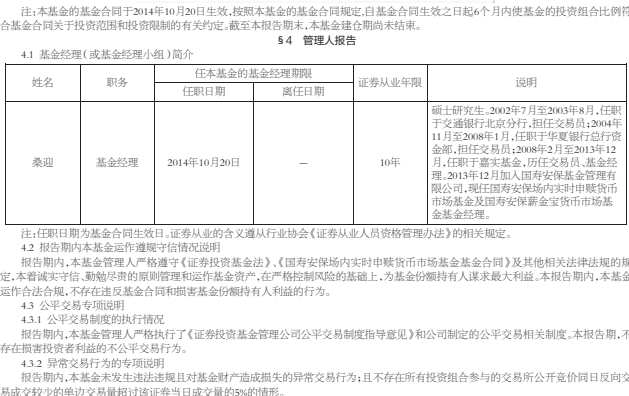 注:本基金的基金合同于2014年10月20日生效,按照本基金的基金合同规定,自基金合同生效之日起6个月内使基金的投资组合比例符
合基金合同关于投资范围和投资限制的有关约定。截至本报告期末,本基金建仓期尚未结束。
§4 管理人报告
4.1 基金经理(或基金经理小组)简介
姓名 职务 任本基金的基金经理期限 证券从业年限 说明
任职日期 离任日期
桑迎 基金经理 2014年10月20日 — 10年
硕士研究生。2002年7月至2003年8月,任职
于交通银行北京分行,担任交易员;2004年
11月至2008年1月,任职于华夏银行总行资
金部,担任交易员;2008年2月至2013年12
月,任职于嘉实基金,历任交易员、基金经
理。2013年12月加入国寿安保基金管理有
限公司,现任国寿安保场内实时申赎货币
市场基金及国寿安保薪金宝货币市场基
金基金经理。
注:任职日期为基金合同生效日。证券从业的含义遵从行业协会《证券业从业人员资格管理办法》的相关规定。
4.2 报告期内本基金运作遵规守信情况说明
报告期内,本基金管理人严格遵守《证券投资基金法》、《国寿安保场内实时申赎货币市场基金基金合同》及其他相关法律法规的规
定,本着诚实守信、勤勉尽责的原则管理和运作基金资产,在严格控制风险的基础上,为基金份额持有人谋求最大利益。本报告期内,本基金
运作合法合规,不存在违反基金合同和损害基金份额持有人利益的行为。
4.3 公平交易专项说明
4.3.1 公平交易制度的执行情况
报告期内,本基金管理人严格执行了《证券投资基金管理公司公平交易制度指导意见》和公司制定的公平交易相关制度。本报告期,不
存在损害投资者利益的不公平交易行为。
4.3.2 异常交易行为的专项说明
报告期内,本基金未发生违法违规且对基金财产造成损失的异常交易行为;且不存在所有投资组合参与的交易所公开竞价同日反向交
易成交较少的单边交易量超过该证券当日成交量的5%的情形。